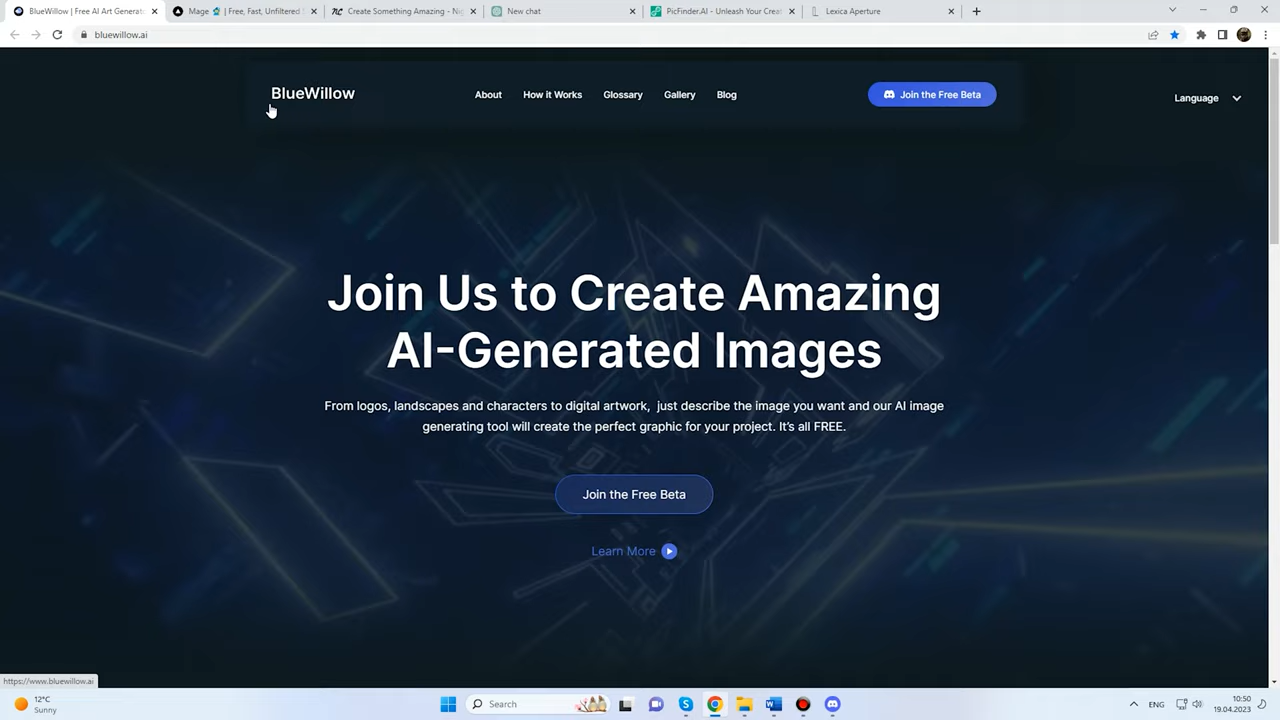 BlueWillow | Free AI Art Generat
Mage
| Free, Fast, Unfiltered S
Create Something Amazing - Nig
New chat
PicFinder.AI - Unleash Your Crea
Lexica Aperture
bluewillow.ai
BlueWillow
About
How it Works
Glossary
Gallery
Blog
Join the Free Beta
Language
Join Us to Create Amazing
AI-Generated Images
From logos, landscapes and characters to digital artwork, just describe the image you want and our AI image
generating tool will create the perfect graphic for your project. It's all FREE.
Join the Free Beta
Learn More
https://www.bluewillow.ai
12°C
Sunny
Search
ENG
10:50
19.04.2023